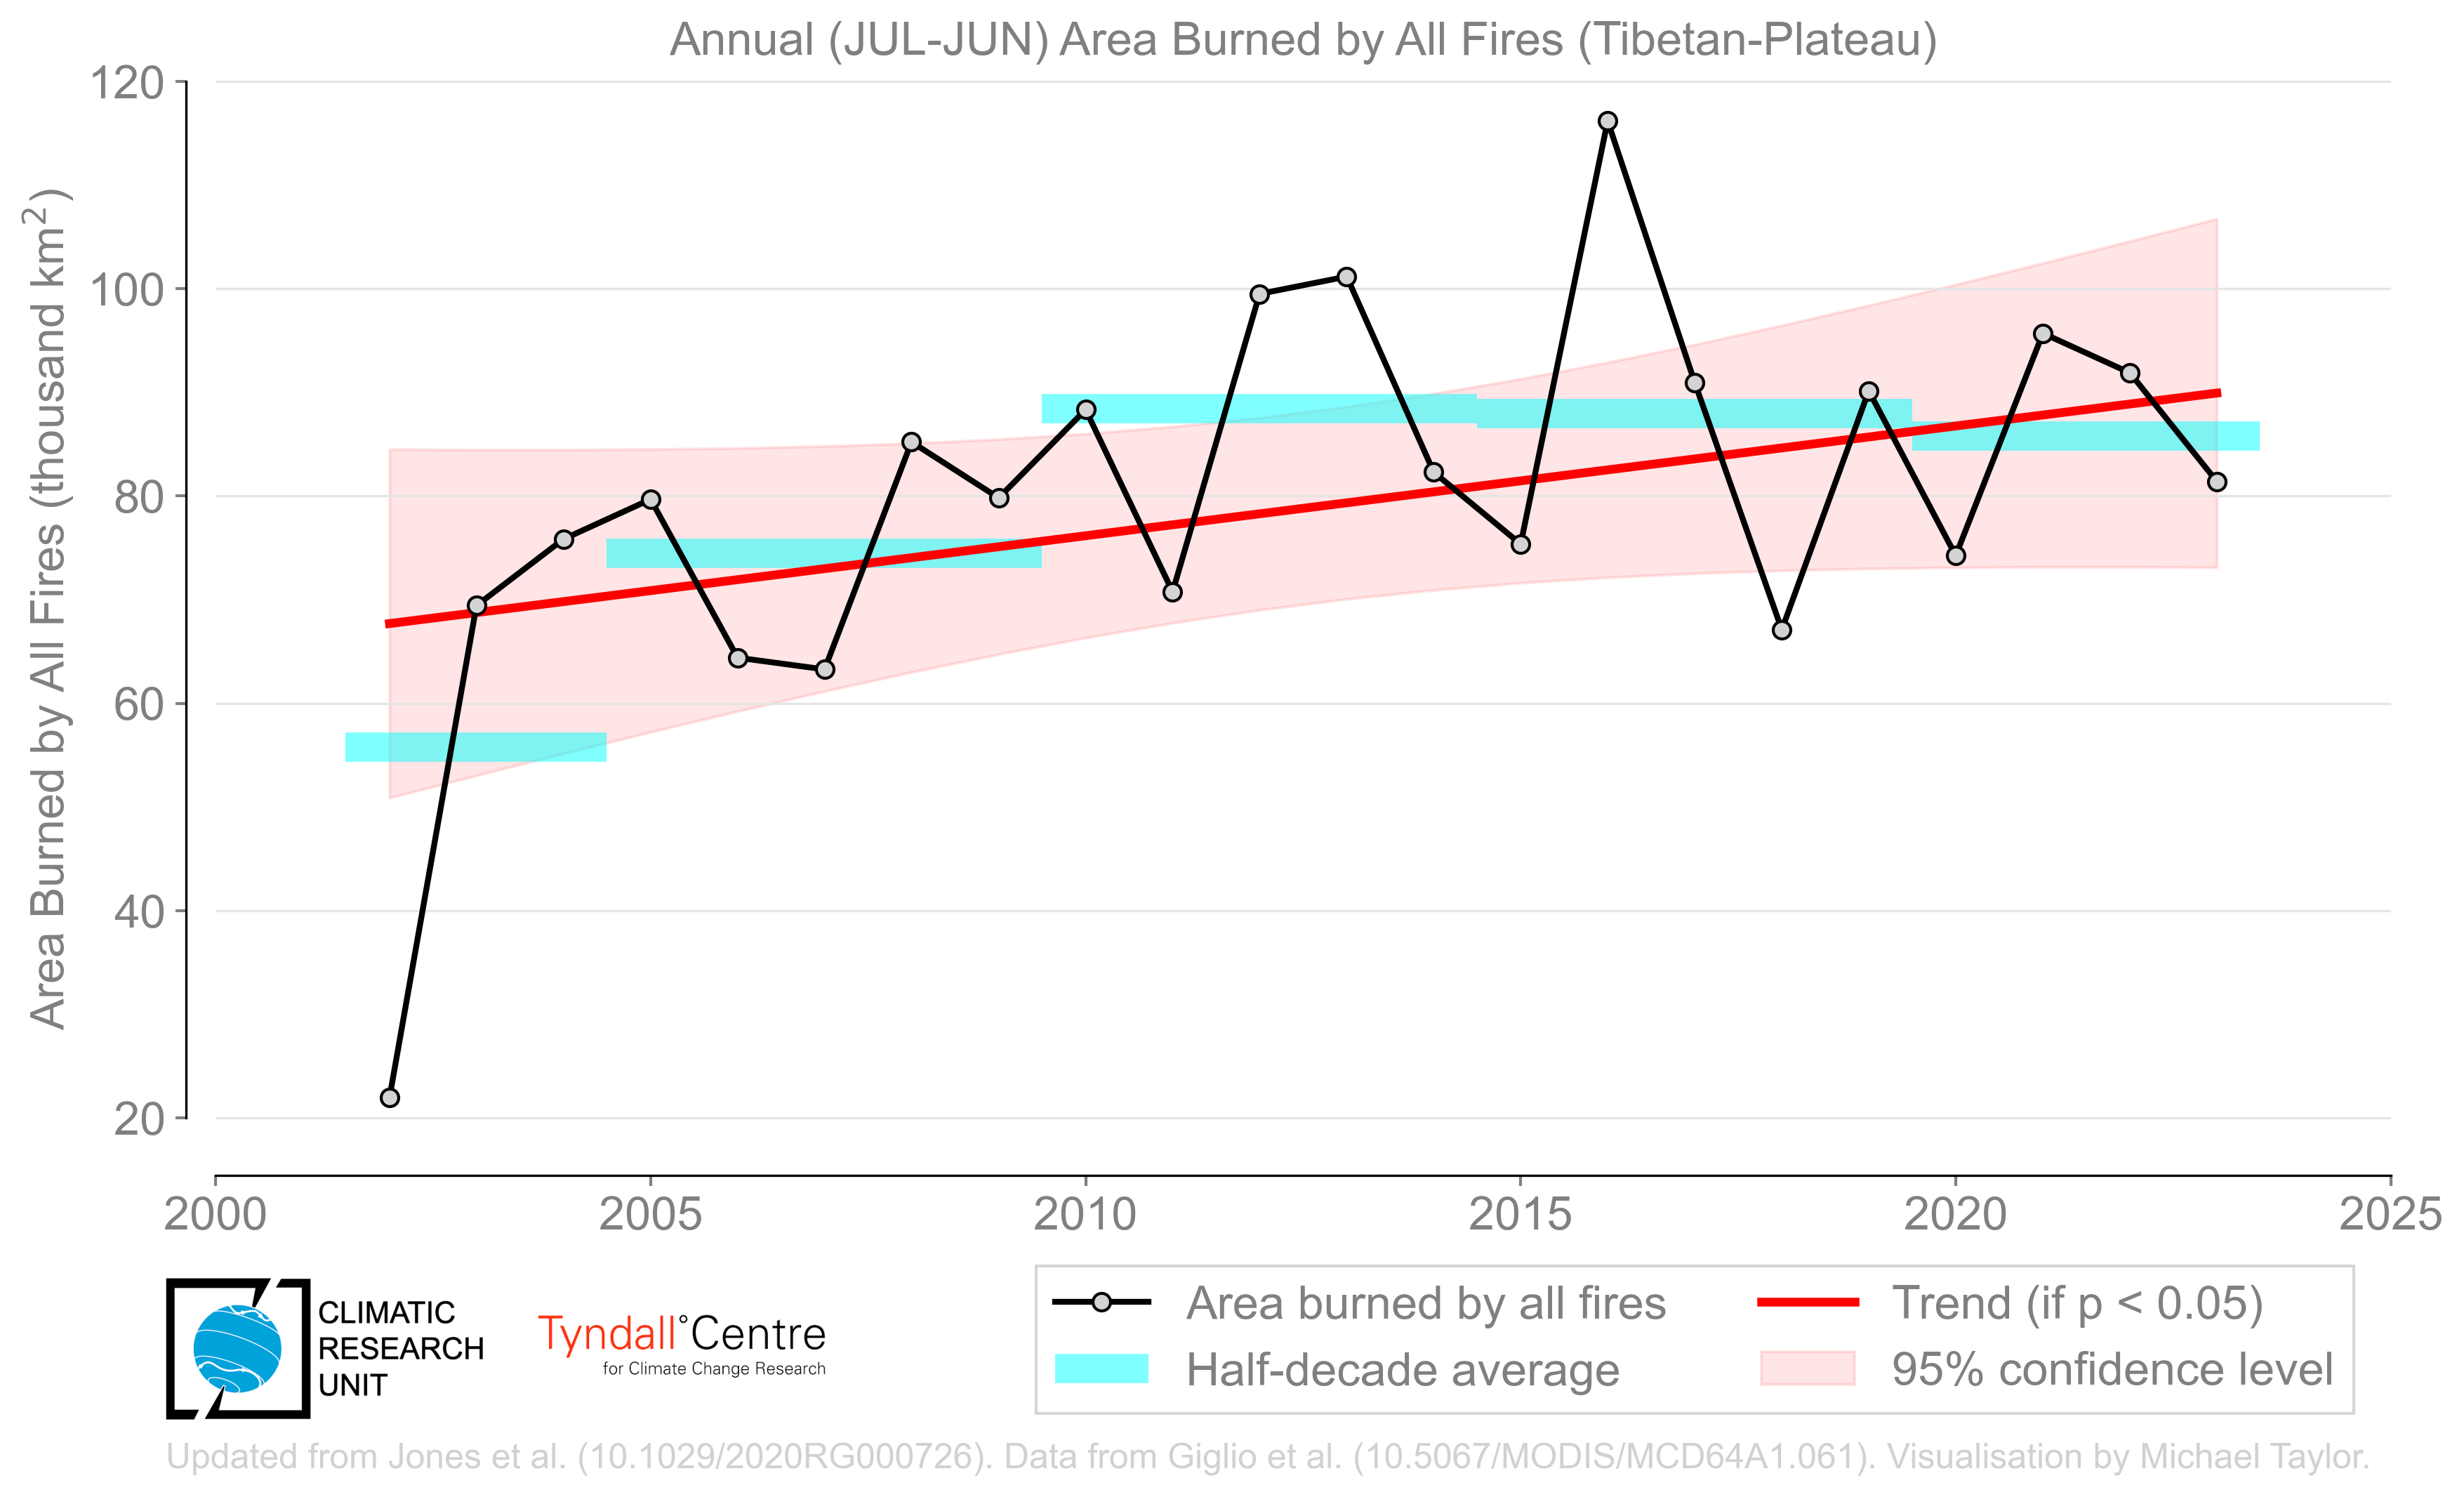 Annual (JUL-JUN) Area Burned by All Fires (Tibetan-Plateau)
Area Burned by All Fires (thousand km²)
120
100
80
60
40
20
2000 2005 2010 2015 2020 2025
CLIMATIC
RESEARCH
UNIT
Tyndall°Centre
for Climate Change Research
Area burned by all fires
Half-decade average
Trend (if p < 0.05)
95% confidence level
Updated from Jones et al. (10.1029/2020RG000726). Data from Giglio et al. (10.5067/MODIS/MCD64A1.061). Visualisation by Michael Taylor.